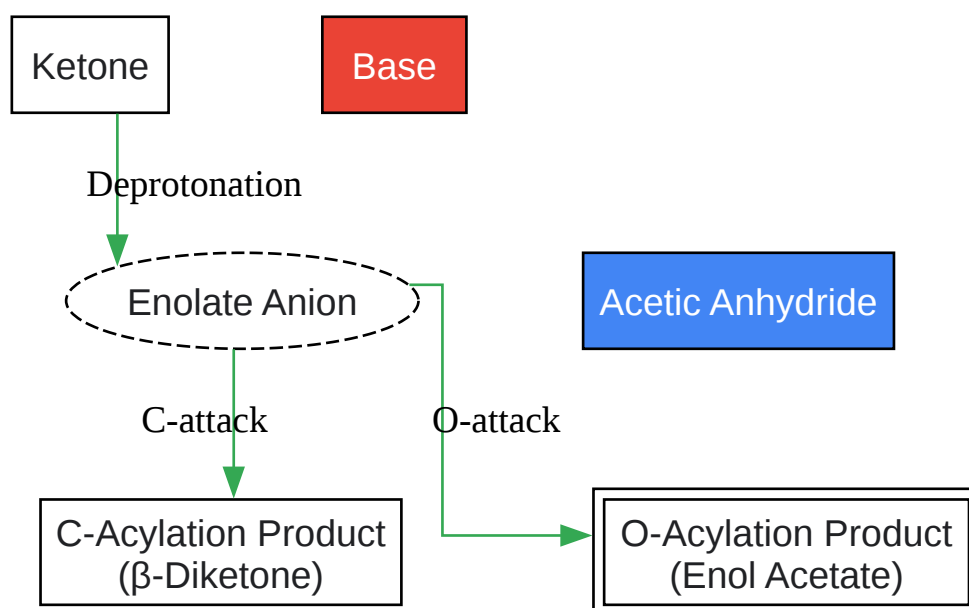 Ketone
Base
Deprotonation
Enolate Anion
Acetic Anhydride
C-attack
O-attack
C-Acylation Product
(β-Diketone)
O-Acylation Product
(Enol Acetate)